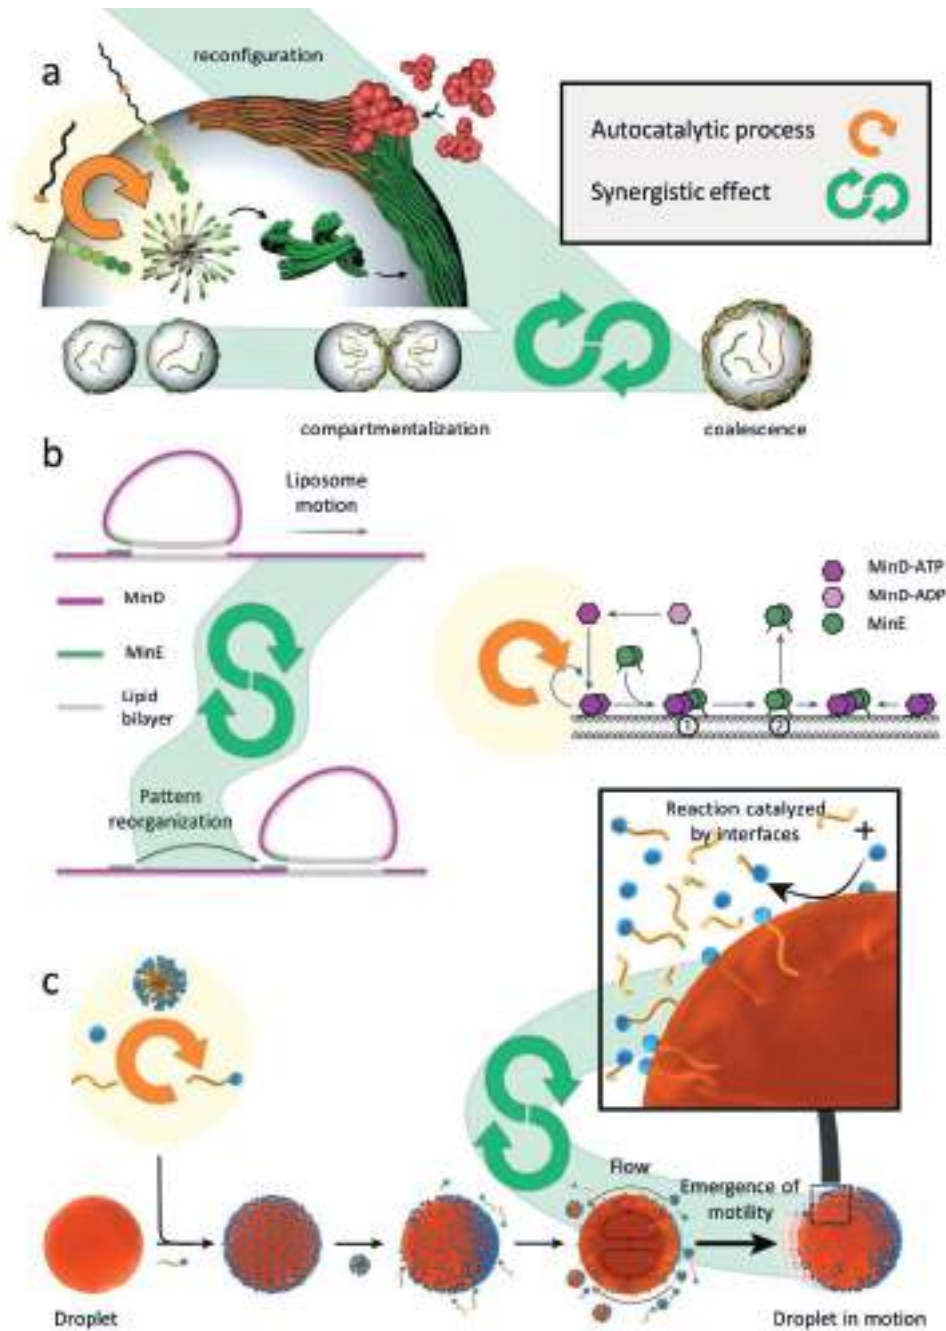 a
reconfiguration
Autocatalytic process
Synergistic effect
compartmentalization
coalescence
b
Liposome
motion
MinD
MinE
Lipid
bilayer
Pattern
reorganization
MinD-ATP
MinD-ADP
MinE
1
2
Reaction catalyzed
by interfaces
+
c
Flow
Emergence of
motility
Droplet
Droplet in motion